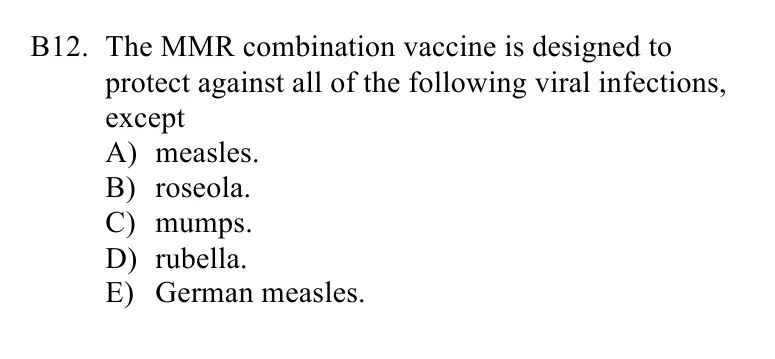 B12. The MMR combination vaccine is designed to
protect against all of the following viral infections,
except
A) measles.
B) roseola.
C) mumps.
D) rubella.
E) German measles.